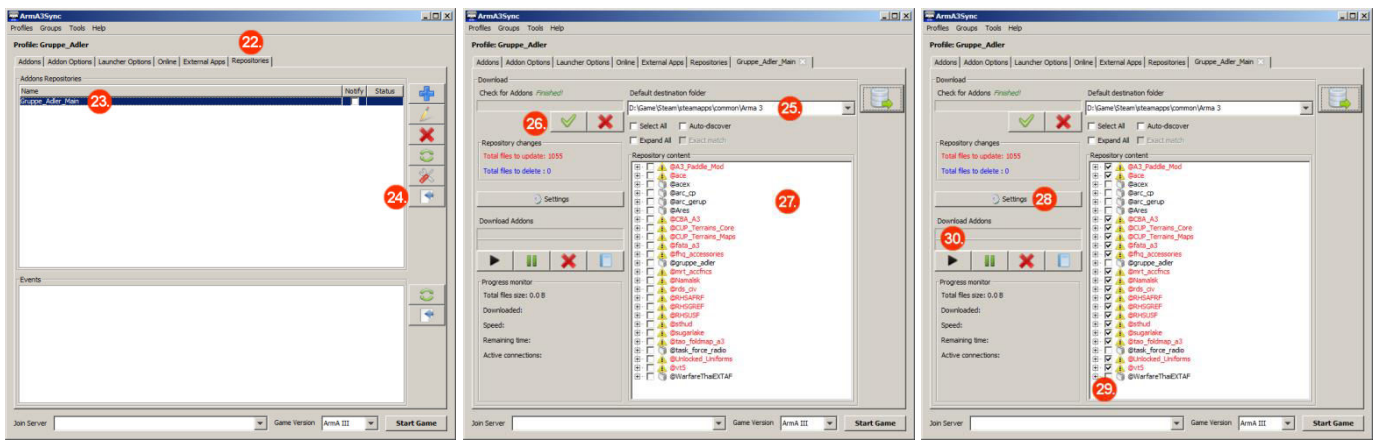 ArmA3Sync
Profiles Groups Tools Help
Profile: Gruppe_Adler
22.
Addons Addon Options Launcher Options Online External Apps Repositories
Addons Repositories
Name Notify Status
Gruppe_Adler_Main
23.
24.
Events
Join Server Game Version ArmA III Start Game
ArmA3Sync
Profiles Groups Tools Help
Profile: Gruppe_Adler
Addons Addon Options Launcher Options Online External Apps Repositories Gruppe_Adler_Main
Download
Check for Addons Finished!
Default destination folder
D:\Game\Steam\steamapps\common\Arma 3
25.
26.
Select All Auto-discover
Expand All Exact match
Repository changes
Total files to update: 1055
Total files to delete : 0
Settings
Download Addons
Progress monitor
Total files size: 0.0 B
Downloaded:
Speed:
Remaining time:
Active connections:
Repository content
@A3_Paddle_Mod
@ace
@acex
@arc_cp
@arc_gerup
@Ares
27.
@CBA_A3
@CUP_Terrains_Core
@CUP_Terrains_Maps
@fata_a3
@fhq_accessories
@gruppe_adler
@mrt_accfncs
@Namalsk
@rds_civ
@RHSAFRF
@RHSGREF
@RHSUSF
@sthud
@sugarlake
@tao_foldmap_a3
@task_force_radio
@Unlocked_Uniforms
@vt5
@WarfareThaiEXTAF
Join Server Game Version ArmA III Start Game
ArmA3Sync
Profiles Groups Tools Help
Profile: Gruppe_Adler
Addons Addon Options Launcher Options Online External Apps Repositories Gruppe_Adler_Main
Download
Check for Addons Finished!
Default destination folder
D:\Game\Steam\steamapps\common\Arma 3
Select All Auto-discover
Expand All Exact match
Repository changes
Total files to update: 1055
Total files to delete : 0
Settings
28.
Download Addons
30.
Progress monitor
Total files size: 0.0 B
Downloaded:
Speed:
Remaining time:
Active connections:
Repository content
@A3_Paddle_Mod
@ace
@acex
@arc_cp
@arc_gerup
@Ares
@CBA_A3
@CUP_Terrains_Core
@CUP_Terrains_Maps
@fata_a3
@fhq_accessories
@gruppe_adler
@mrt_accfncs
@Namalsk
@rds_civ
@RHSAFRF
@RHSGREF
@RHSUSF
@sthud
@sugarlake
@tao_foldmap_a3
@task_force_radio
@Unlocked_Uniforms
@vt5
@WarfareThaiEXTAF
29.
Join Server Game Version ArmA III Start Game